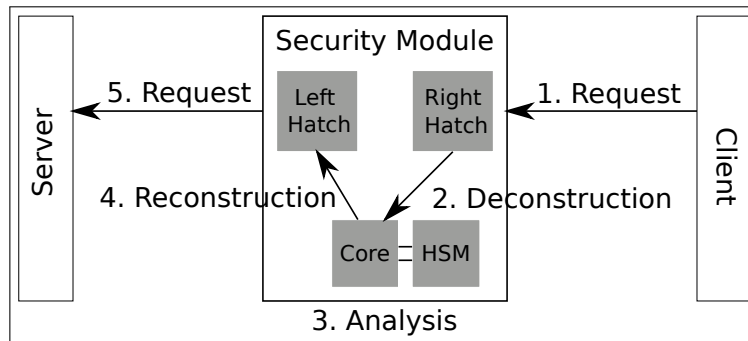 Security Module
Server
5. Request
Left
Hatch
Right
Hatch
1. Request
Client
4. Reconstruction
2. Deconstruction
Core
HSM
3. Analysis